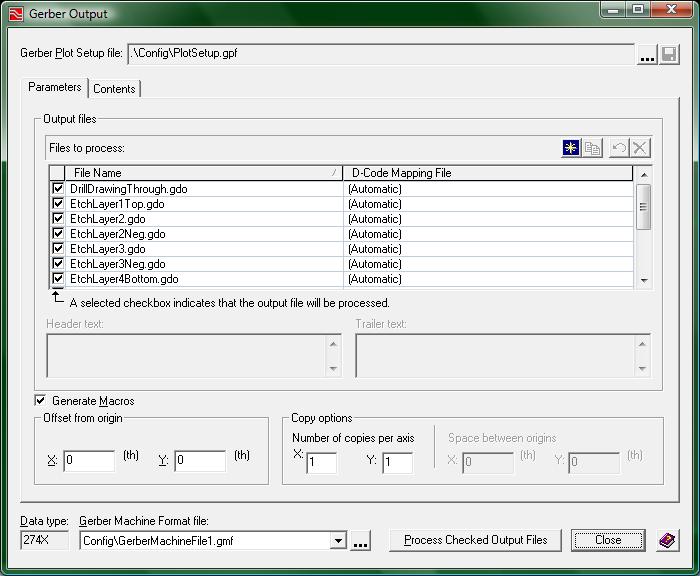 Gerber Output
Gerber Plot Setup file: .\Config\PlotSetup.gpf
Parameters Contents
Output files
Files to process:
File Name D-Code Mapping File
DrillDrawingThrough.gdo (Automatic)
EtchLayer1Top.gdo (Automatic)
EtchLayer2.gdo (Automatic)
EtchLayer2Neg.gdo (Automatic)
EtchLayer3.gdo (Automatic)
EtchLayer3Neg.gdo (Automatic)
EtchLayer4Bottom.gdo (Automatic)
A selected checkbox indicates that the output file will be processed.
Header text: Trailer text:
Generate Macros
Offset from origin Copy options
Number of copies per axis Space between origins
X: 0 (th) Y: 0 (th) X: 1 Y: 1 X: 0 (th) Y: 0 (th)
Data type: Gerber Machine Format file:
274X Config\GerberMachineFile1.gmf ... Process Checked Output Files Close